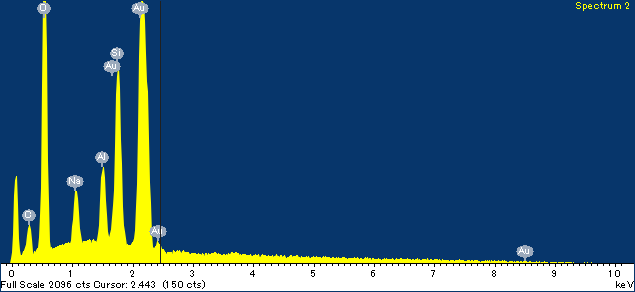 Spectrum 2
O Au
Si
Au
Al
Na
C
Au
Au
0 1 2 3 4 5 6 7 8 9 10
Full Scale 2096 cts Cursor: 2.443 (150 cts) keV